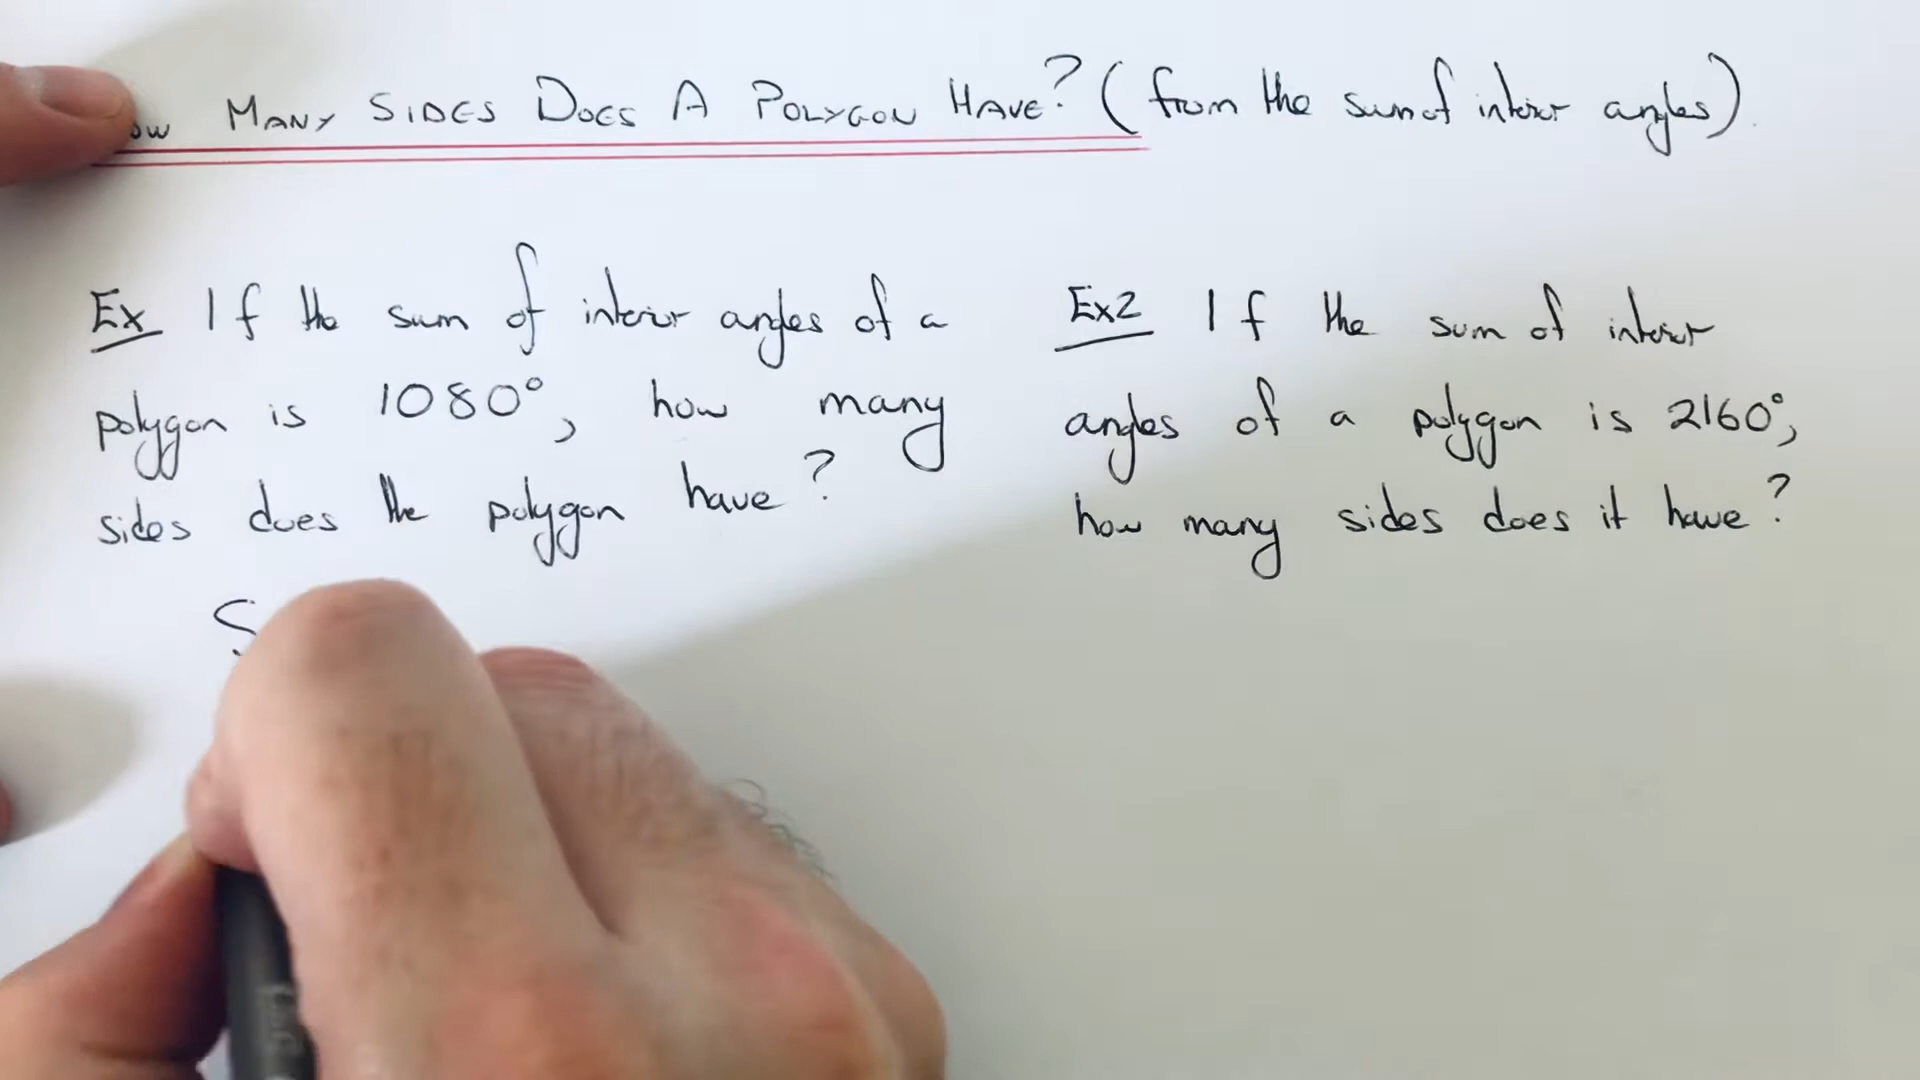 ow MANY SIDES DOES A POLYGON HAVE? (from the sum of interior angles).
Ex If the sum of interior angles of a
polygon is 1080°, how many
sides does the polygon have?
S
Ex2 If the sum of interior
angles of a polygon is 2160°,
how many sides does it have?